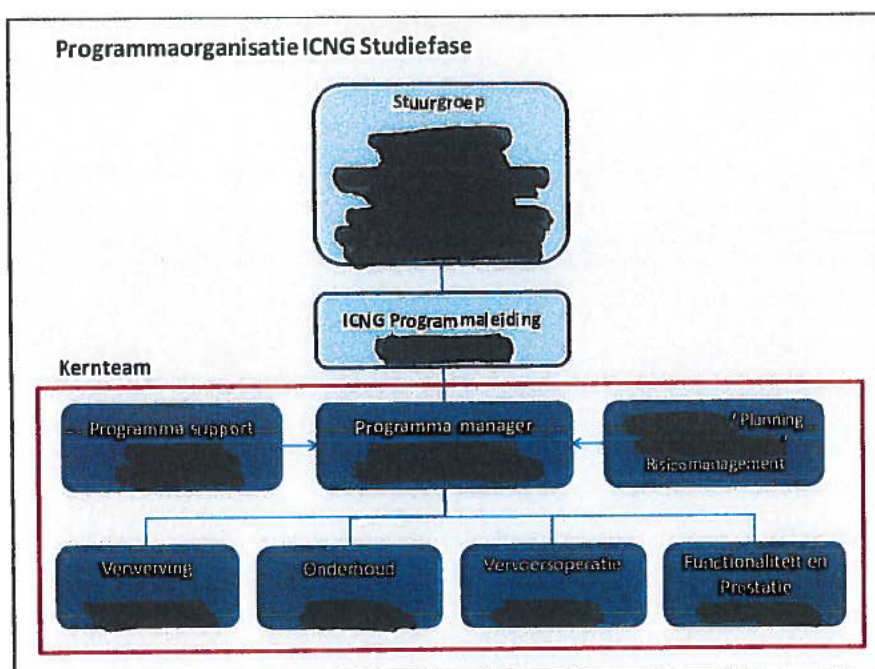 Programmaorganisatie ICNG Studiefase
Stuurgroep
ICNG Programmaleiding
Kernteam
Programma support
Programma manager
Planning
Risicomanagement
Verwerving
Onderhoud
Vervoersoperatie
Functionaliteit en
Prestatie